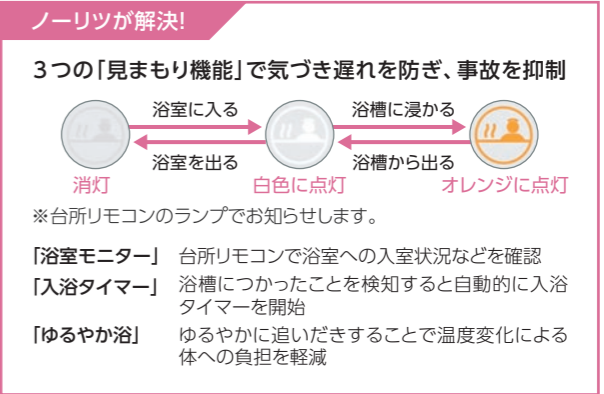 ノーリツが解決!
3つの「見まもり機能」で気づき遅れを防ぎ、事故を抑制
浴室に入る
浴槽に浸かる
浴室を出る
浴槽から出る
消灯
白色に点灯
オレンジに点灯
※台所リモコンのランプでお知らせします。
「浴室モニター」 台所リモコンで浴室への入室状況などを確認
「入浴タイマー」 浴槽につかったことを検知すると自動的に入浴
タイマーを開始
「ゆるやか浴」 ゆるやかに追いだきすることで温度変化による
体への負担を軽減